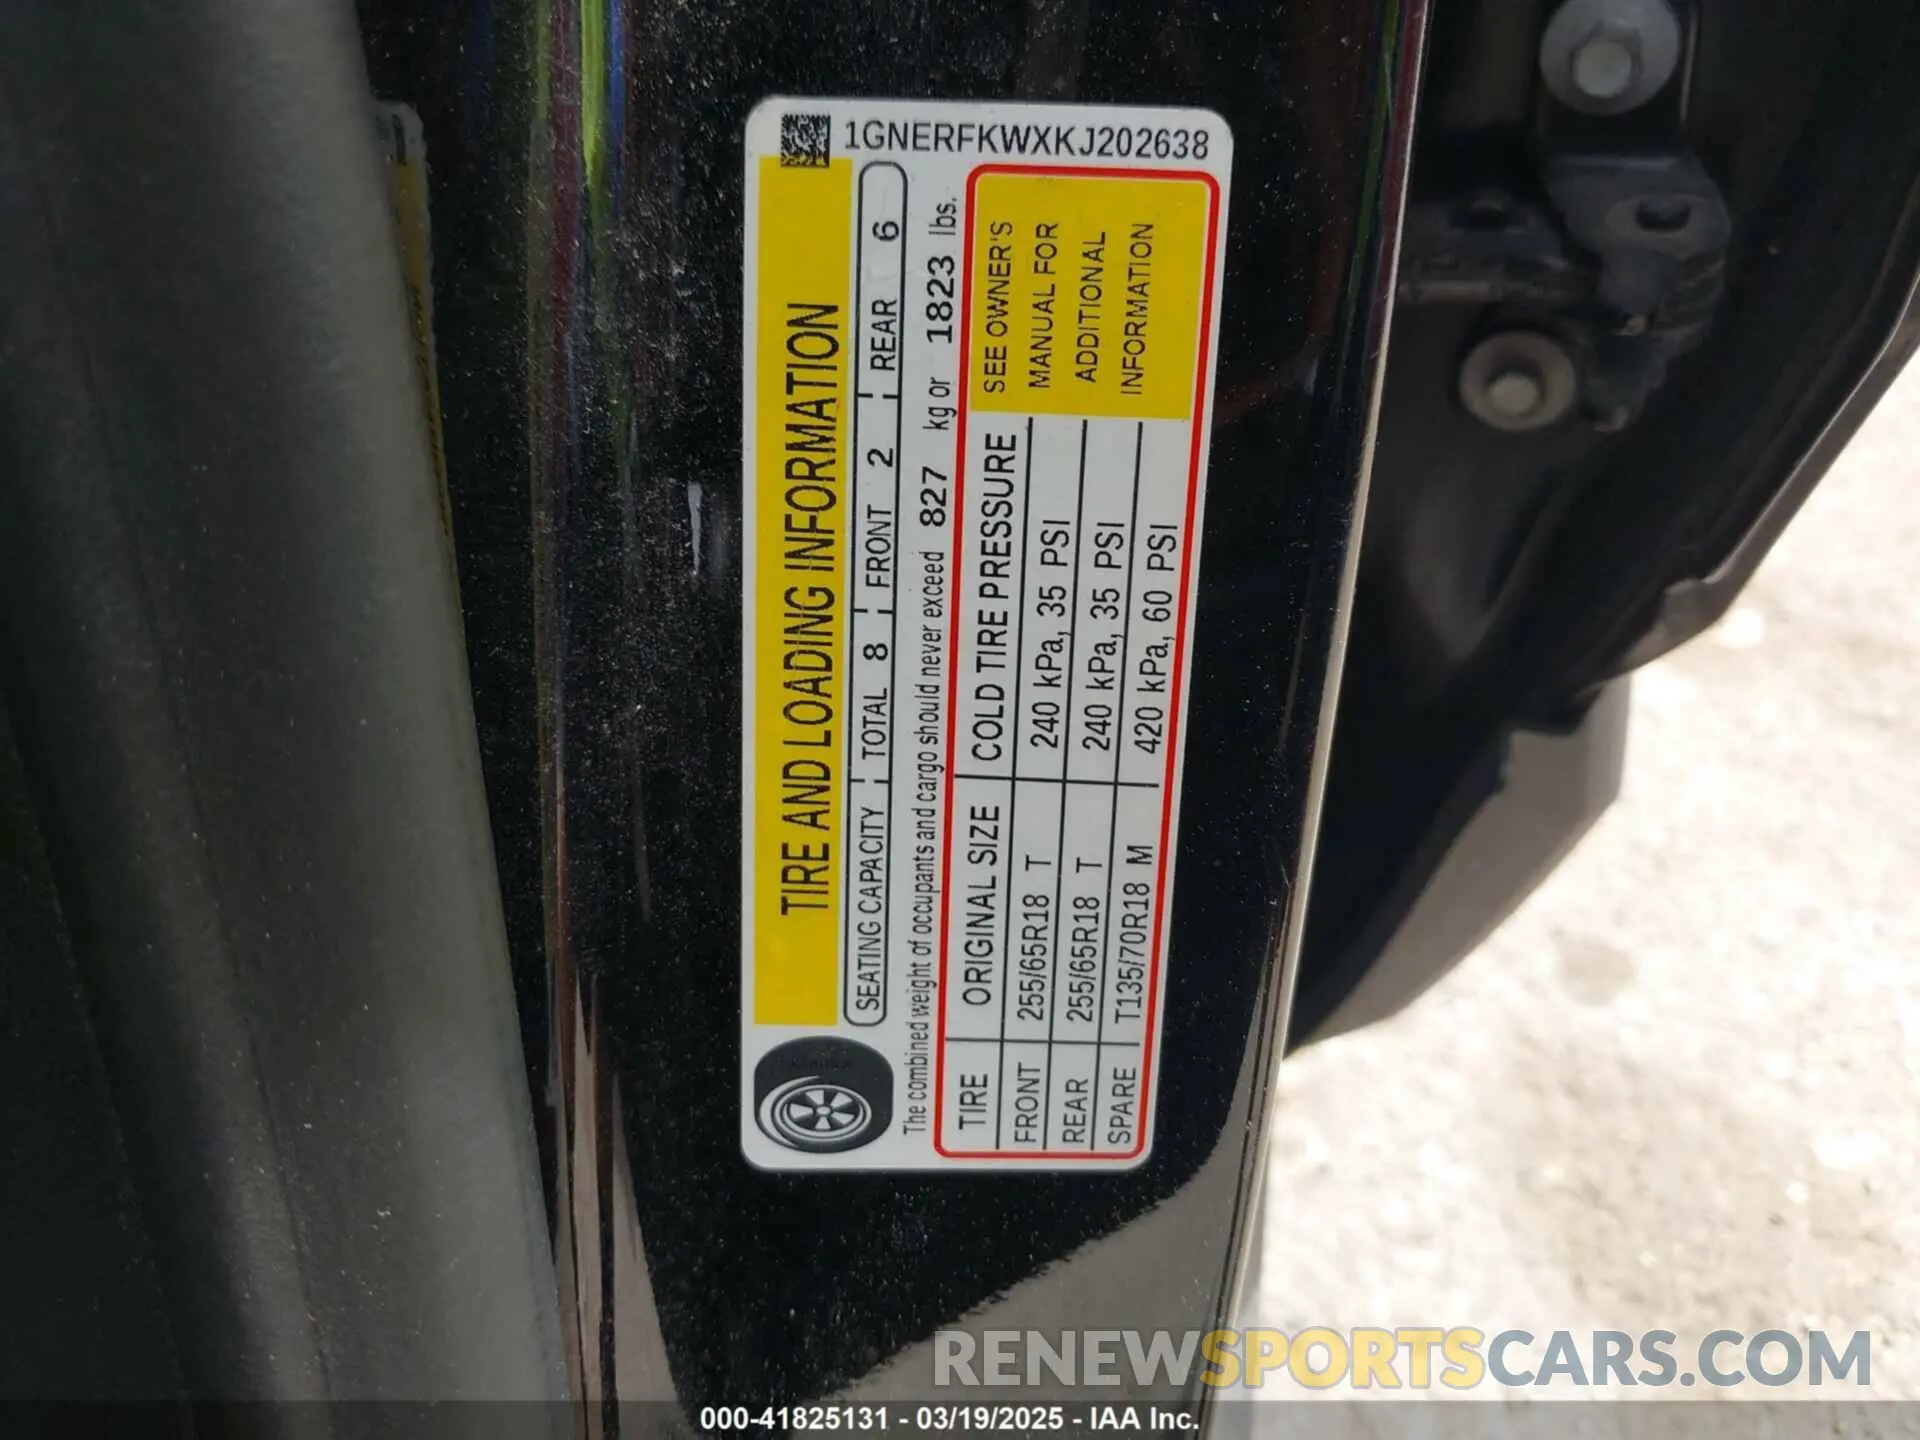 1GNERFKWXKJ202638
TIRE AND LOADING INFORMATION
SEATING CAPACITY TOTAL 8 FRONT 2 REAR 6
The combined weight of occupants and cargo should never exceed 827 kg or 1823 lbs.
TIRE ORIGINAL SIZE COLD TIRE PRESSURE
FRONT 255/65R18 T 240 kPa, 35 PSI
REAR 255/65R18 T 240 kPa, 35 PSI
SPARE T135/70R18 M 420 kPa, 60 PSI
SEE OWNER'S
MANUAL FOR
ADDITIONAL
INFORMATION
RENEWSPORTSCARS.COM
000-41825131 - 03/19/2025 - IAA Inc.